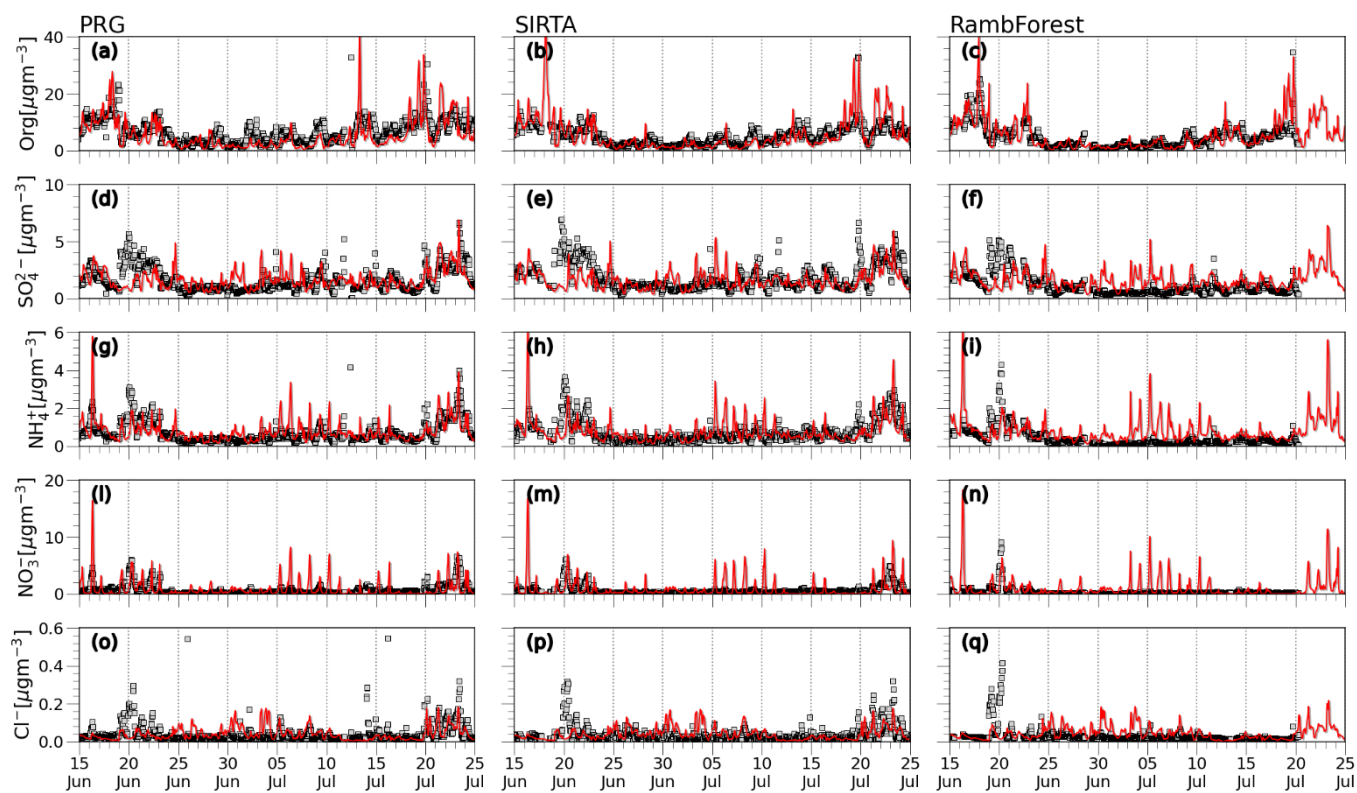 PRG SIRTA RambForest
(a) (b) (c)
Org[μgm⁻³]
40
20
0
(d) (e) (f)
SO₄²⁻[μgm⁻³]
10
5
0
(g) (h) (i)
NH₄⁺[μgm⁻³]
6
4
2
0
(l) (m) (n)
NO₃⁻[μgm⁻³]
20
10
0
(o) (p) (q)
Cl⁻[μgm⁻³]
0.6
0.4
0.2
0.0
15 20 25 30 05 10 15 20 25 15 20 25 30 05 10 15 20 25 15 20 25 30 05 10 15 20 25
Jun Jun Jun Jun Jul Jul Jul Jul Jul Jun Jun Jun Jun Jul Jul Jul Jul Jul Jun Jun Jun Jun Jul Jul Jul Jul Jul